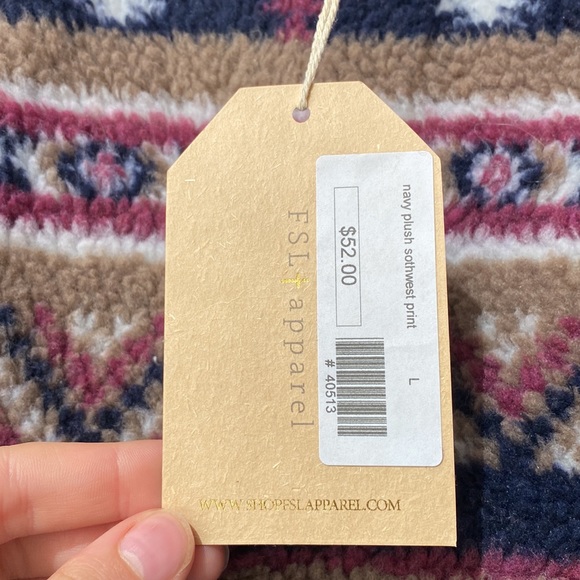 FSL + apparel
navy plush sothwest print
L
$52.00
# 40513
WWW.SHOPFSLAPPAREL.COM